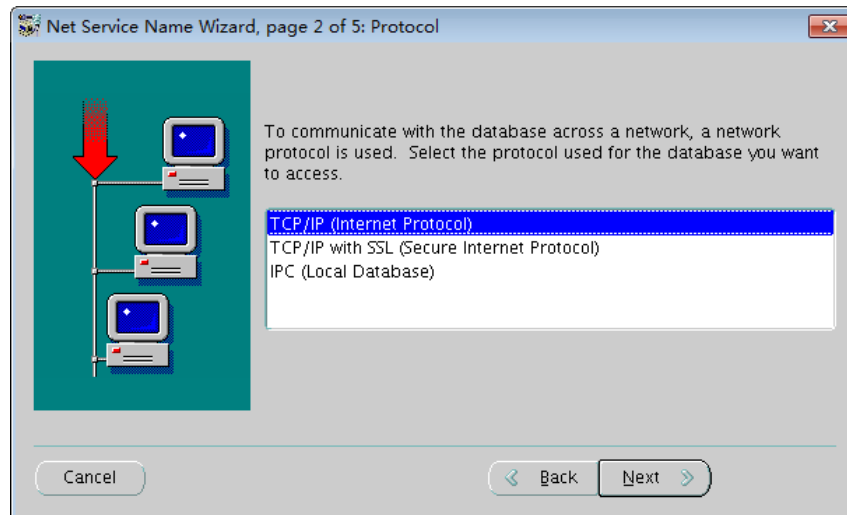 Net Service Name Wizard, page 2 of 5: Protocol
To communicate with the database across a network, a network
protocol is used. Select the protocol used for the database you want
to access.
TCP/IP (Internet Protocol)
TCP/IP with SSL (Secure Internet Protocol)
IPC (Local Database)
Cancel
Back
Next